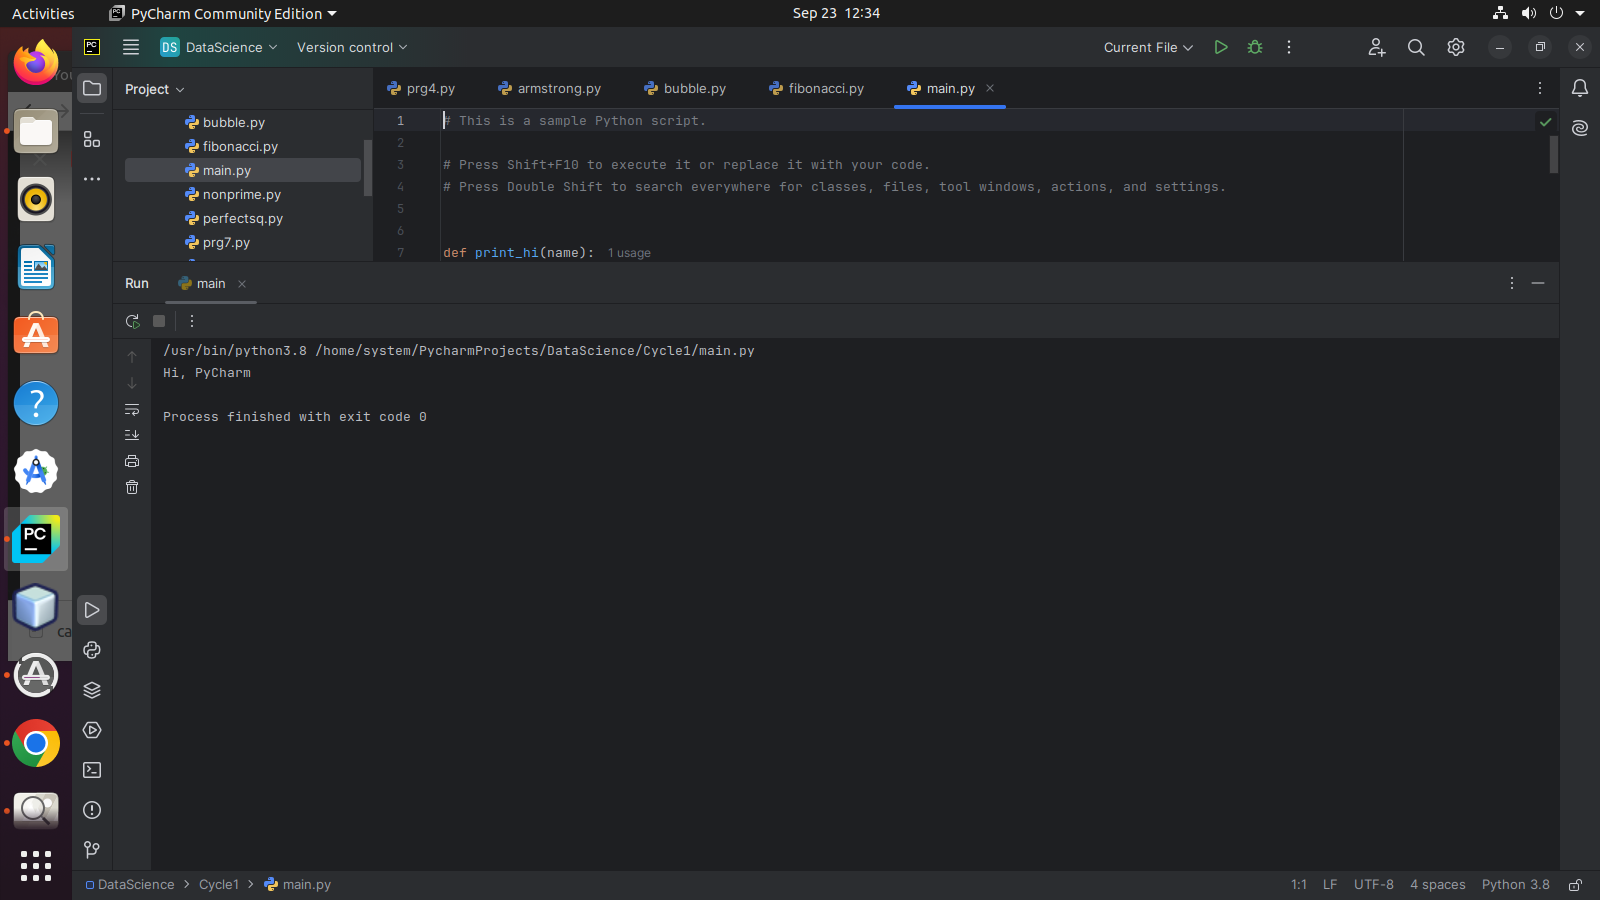 Activities PyCharm Community Edition Sep 23 12:34
PC DS DataScience Version control Current File
Project prg4.py armstrong.py bubble.py fibonacci.py main.py
bubble.py
fibonacci.py
main.py
nonprime.py
perfectsq.py
prg7.py
1 # This is a sample Python script.
2
3 # Press Shift+F10 to execute it or replace it with your code.
4 # Press Double Shift to search everywhere for classes, files, tool windows, actions, and settings.
5
6
7 def print_hi(name): 1 usage
Run main
/usr/bin/python3.8 /home/system/PycharmProjects/DataScience/Cycle1/main.py
Hi, PyCharm
Process finished with exit code 0
PC
DataScience Cycle1 main.py 1:1 LF UTF-8 4 spaces Python 3.8